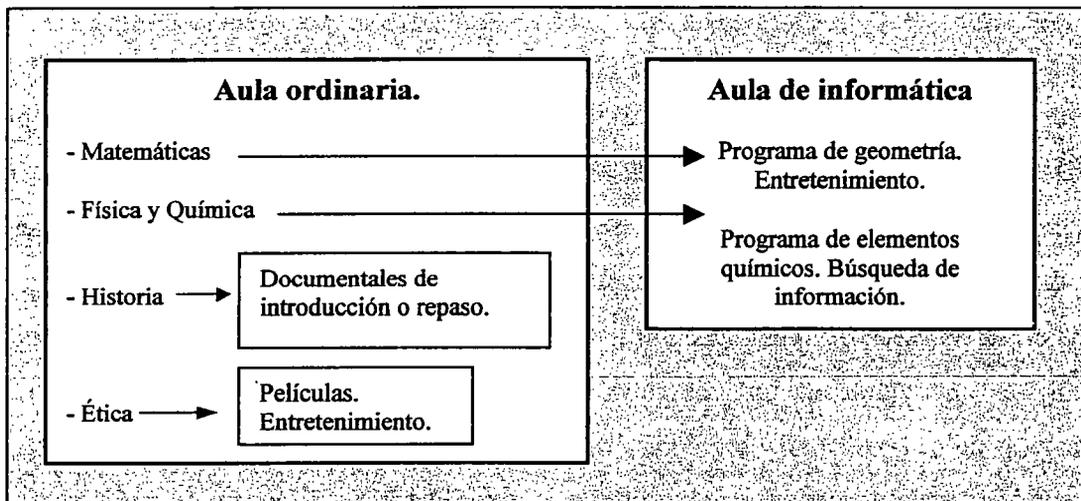 Aula ordinaria.
- Matemáticas
- Física y Química
- Historia
Documentales de
introducción o repaso.
- Ética
Películas.
Entretenimiento.
Aula de informática
Programa de geometría.
Entretenimiento.
Programa de elementos
químicos. Búsqueda de
información.